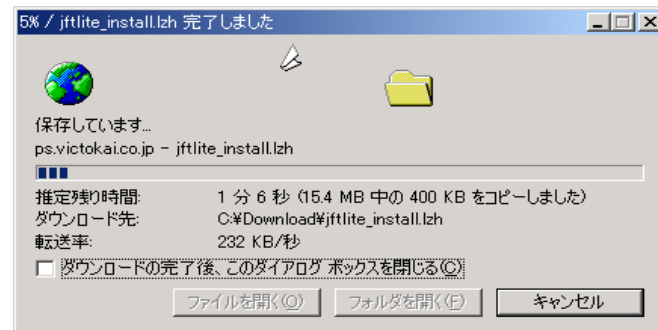 5% / jftlite_install.lzh 完了しました
保存しています...
ps.victokai.co.jp - jftlite_install.lzh
推定残り時間: 1 分 6 秒 (15.4 MB 中の 400 KB をコピーしました)
ダウンロード先: C:¥Download¥jftlite_install.lzh
転送率: 232 KB/秒
ダウンロードの完了後、このダイアログ ボックスを閉じる(C)
ファイルを開く(O) フォルダを開く(F) キャンセル